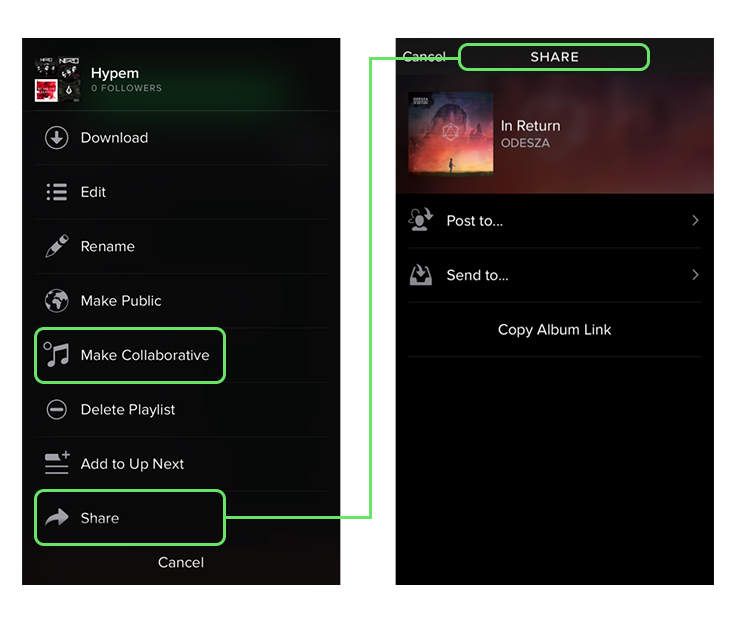 Hypem
0 FOLLOWERS
Download
Edit
Rename
Make Public
Make Collaborative
Delete Playlist
Add to Up Next
Share
Cancel
Cancel
SHARE
ODESZA
In Return
ODESZA
Post to...
Send to...
Copy Album Link